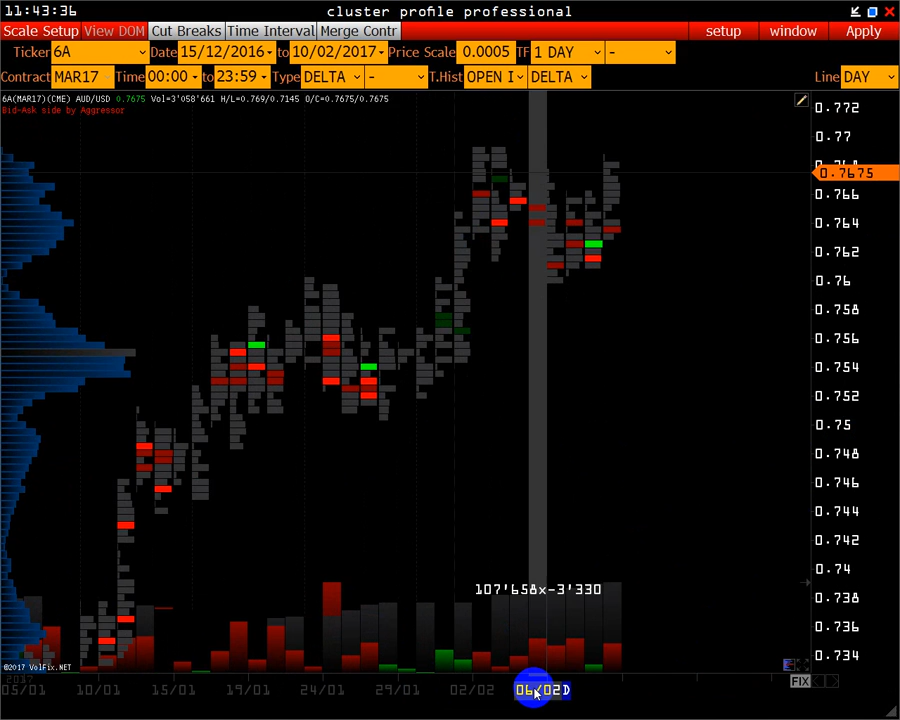 11:43:36 cluster profile professional
Scale Setup View DOM Cut Breaks Time Interval Merge Contr setup window Apply
Ticker 6A Date 15/12/2016 to 10/02/2017 Price Scale 0.0005 TF 1 DAY -
Contract MAR17 Time 00:00 to 23:59 Type DELTA - T.Hist OPEN I DELTA Line DAY
6A(MAR17)(CME) AUD/USD 0.7675 Vol=3'058'661 H/L=0.769/0.7145 O/C=0.7675/0.7675
Bid-Ask side by Aggressor
0.772
0.77
0.7675
0.766
0.764
0.762
0.76
0.758
0.756
0.754
0.752
0.75
0.748
0.746
0.744
0.742
0.74
107'658x-3'330
0.738
0.736
0.734
©2017 VolFix.NET
2017
05/01 10/01 15/01 19/01 24/01 29/01 02/02 06/02D
FIX